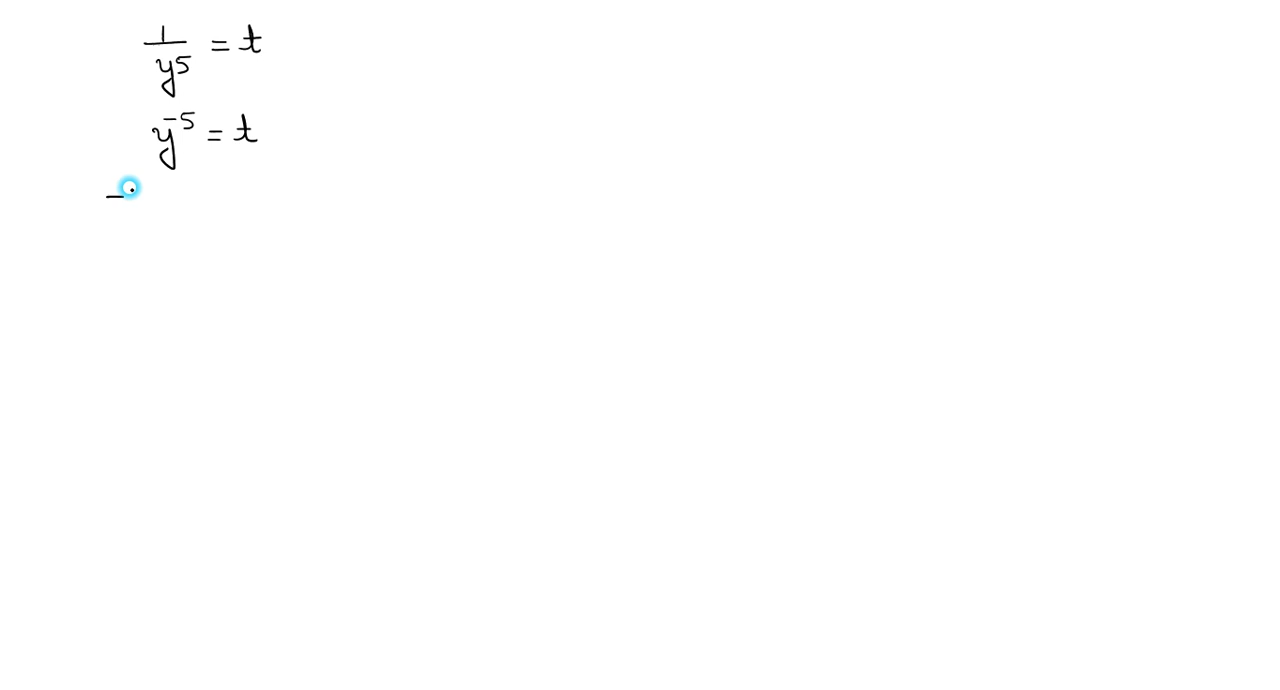 1/y⁵ = t
y⁻⁵ = t
−